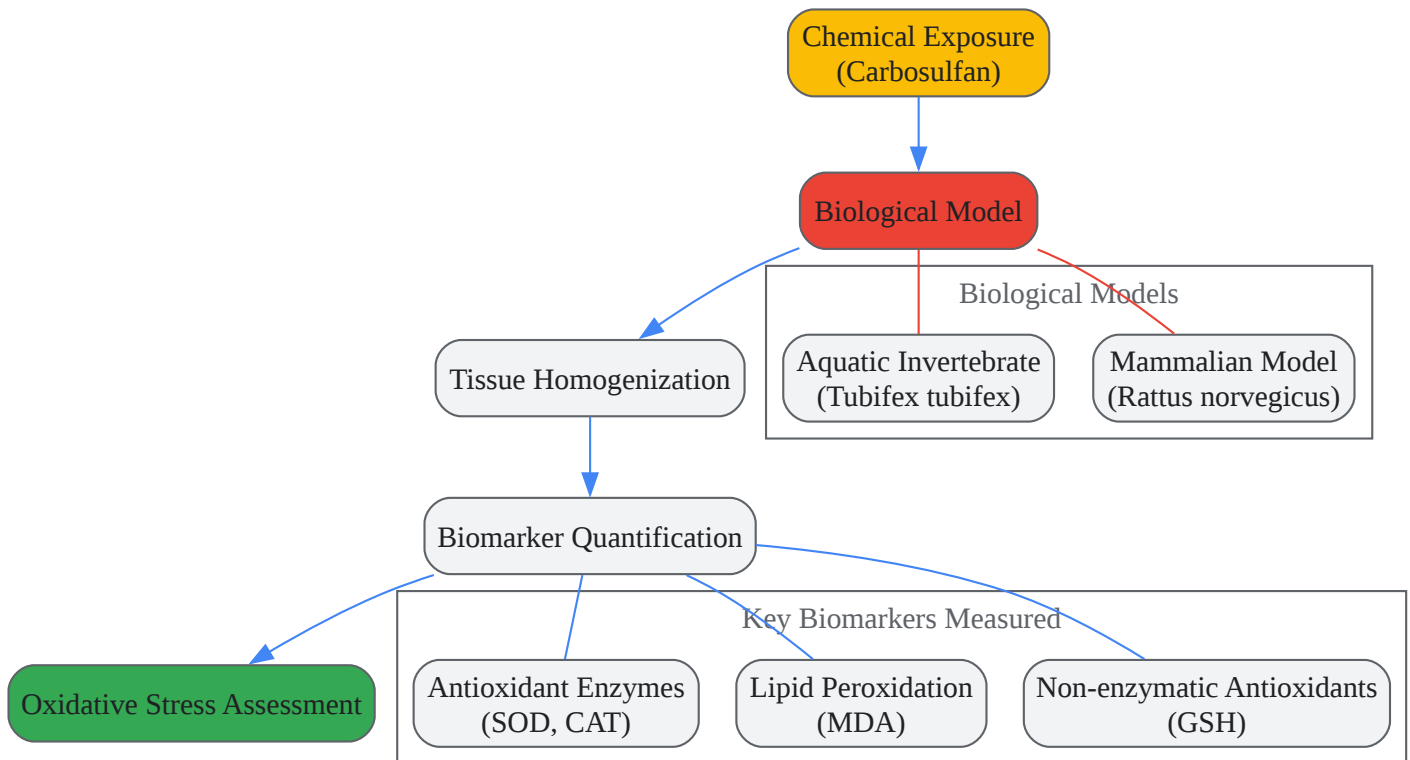 Chemical Exposure
(Carbosulfan)
Biological Model
Biological Models
Tissue Homogenization
Aquatic Invertebrate
(Tubifex tubifex)
Mammalian Model
(Rattus norvegicus)
Biomarker Quantification
Key Biomarkers Measured
Oxidative Stress Assessment
Antioxidant Enzymes
(SOD, CAT)
Lipid Peroxidation
(MDA)
Non-enzymatic Antioxidants
(GSH)